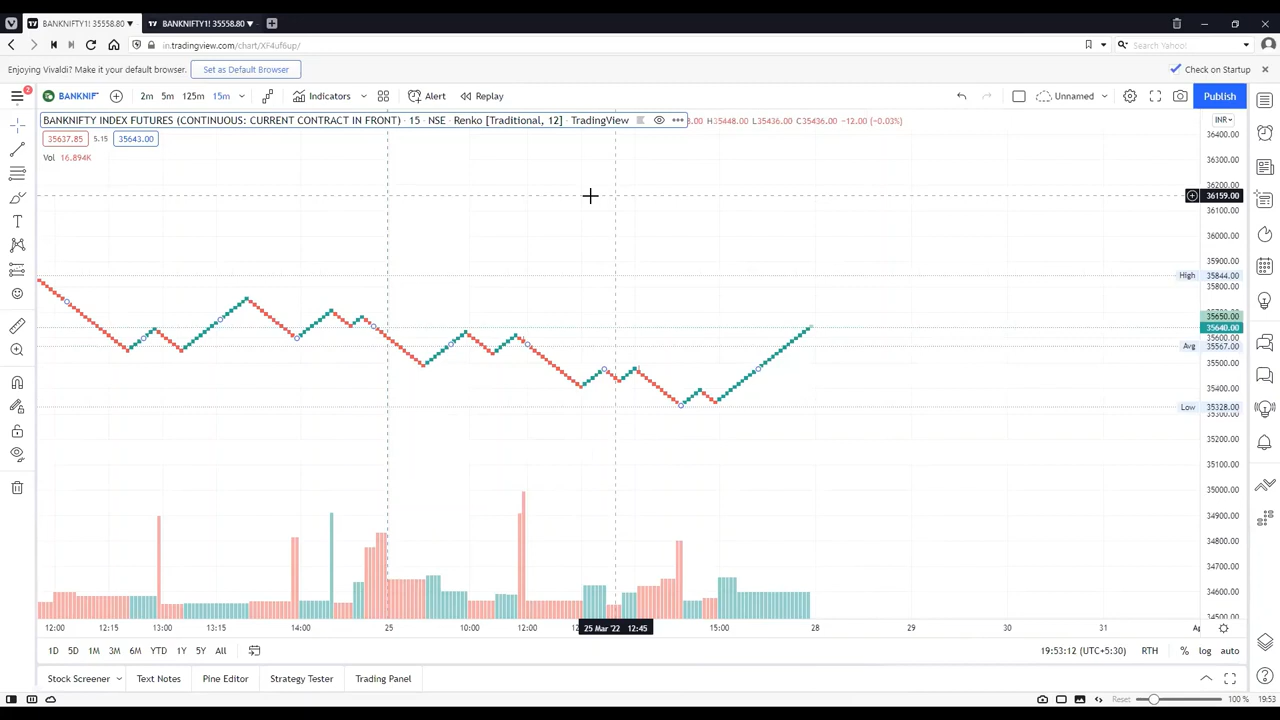 BANKNIFTY1! 35558.80 ▼
BANKNIFTY1! 35558.80 ▼
in.tradingview.com/chart/XF4uf6up/
Search Yahoo!
Enjoying Vivaldi? Make it your default browser.
Set as Default Browser
Check on Startup
BANKNIF
2m 5m 125m 15m
Indicators
Alert
Replay
Unnamed
Publish
BANKNIFTY INDEX FUTURES (CONTINUOUS: CURRENT CONTRACT IN FRONT) · 15 · NSE · Renko [Traditional, 12] · TradingView
H35448.00 L35436.00 C35436.00 -12.00 (-0.03%)
INR
35637.85 5.15 35643.00
Vol 16.894K
36400.00
36300.00
36200.00
36159.00
36100.00
36000.00
35900.00
High 35844.00
35800.00
35650.00
35640.00
35600.00
Avg 35567.00
35500.00
35400.00
Low 35328.00
35300.00
35200.00
35100.00
35000.00
34900.00
34800.00
34700.00
34600.00
34500.00
12:00 12:15 13:00 13:15 14:00 25 10:00 12:00 25 Mar '22 12:45 15:00 28 29 30 31
1D 5D 1M 3M 6M YTD 1Y 5Y All
19:53:12 (UTC+5:30) RTH % log auto
Stock Screener Text Notes Pine Editor Strategy Tester Trading Panel
Reset 100 % 19:53